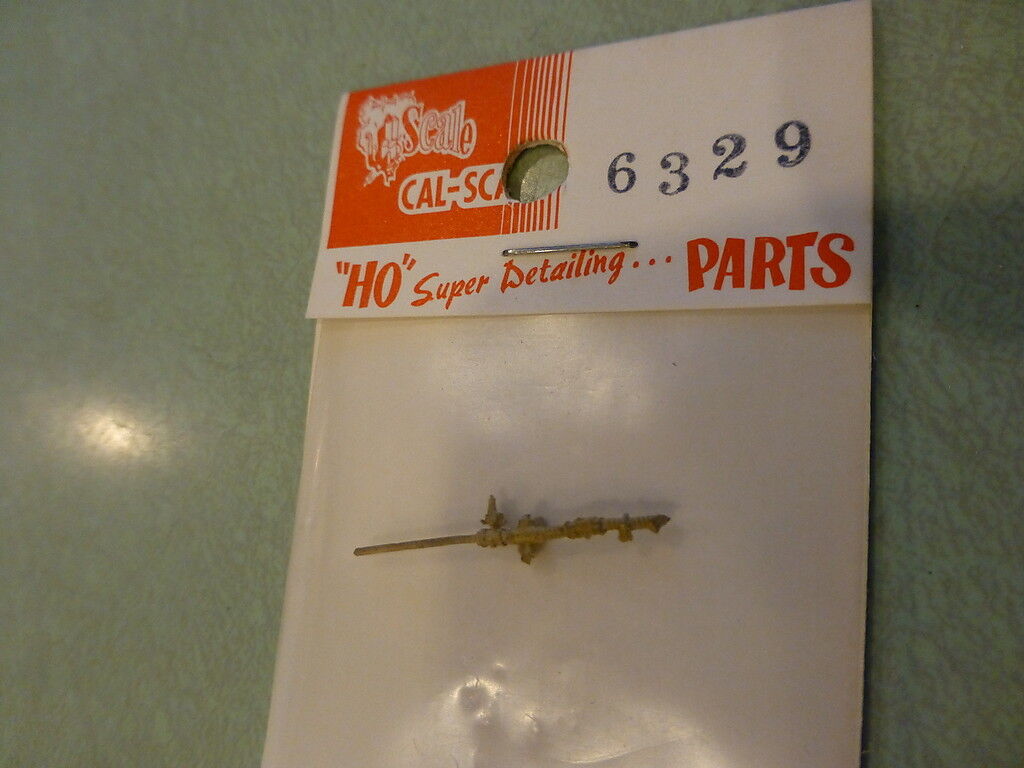 Scale
CAL-SCA
6329
"HO" Super Detailing... PARTS